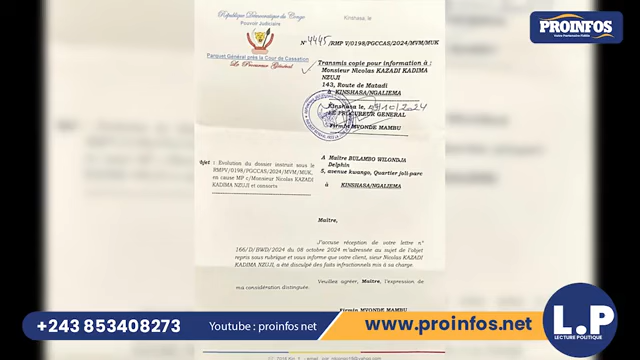 République Démocratique du Congo
Pouvoir Judiciaire
Parquet Général près la Cour de Cassation
Le Procureur Général
Kinshasa, le
N° 4445 /RMP V/0198/PGCCAS/2024/MVM/MUK
Transmis copie pour information à :
Monsieur Nicolas KAZADI KADIMA
NZUJI
143, Route de Matadi
à KINSHASA/NGALIEMA
Kinshasa le, 09/10/2024
LE PROCUREUR GENERAL
Firmin MVONDE MAMBU
Objet : Evolution du dossier instruit sous le
RMPV/0198/PGCCAS/2024/MVM/MUK,
en cause MP c/Monsieur Nicolas KAZADI
KADIMA NZUJI et consorts
A Maître BULAMBO WILONDJA
Delphin
5, avenue kwango, Quartier joli-parc
à KINSHASA/NGALIEMA
Maître,
J'accuse réception de votre lettre n°
166/D/BWD/2024 du 08 octobre 2024 m'adressée au sujet de l'objet
repris sous rubrique et vous informe que votre client, sieur Nicolas KAZADI
KADIMA NZUJI, a été disculpé des faits infractionnels mis à sa charge.
Veuillez agréer, Maître, l'expression de
ma considération distinguée.
Firmin MVONDE MAMBU
PROINFOS
+243 853408273
Youtube : proinfos net
www.proinfos.net
L.P
LECTURE POLITIQUE